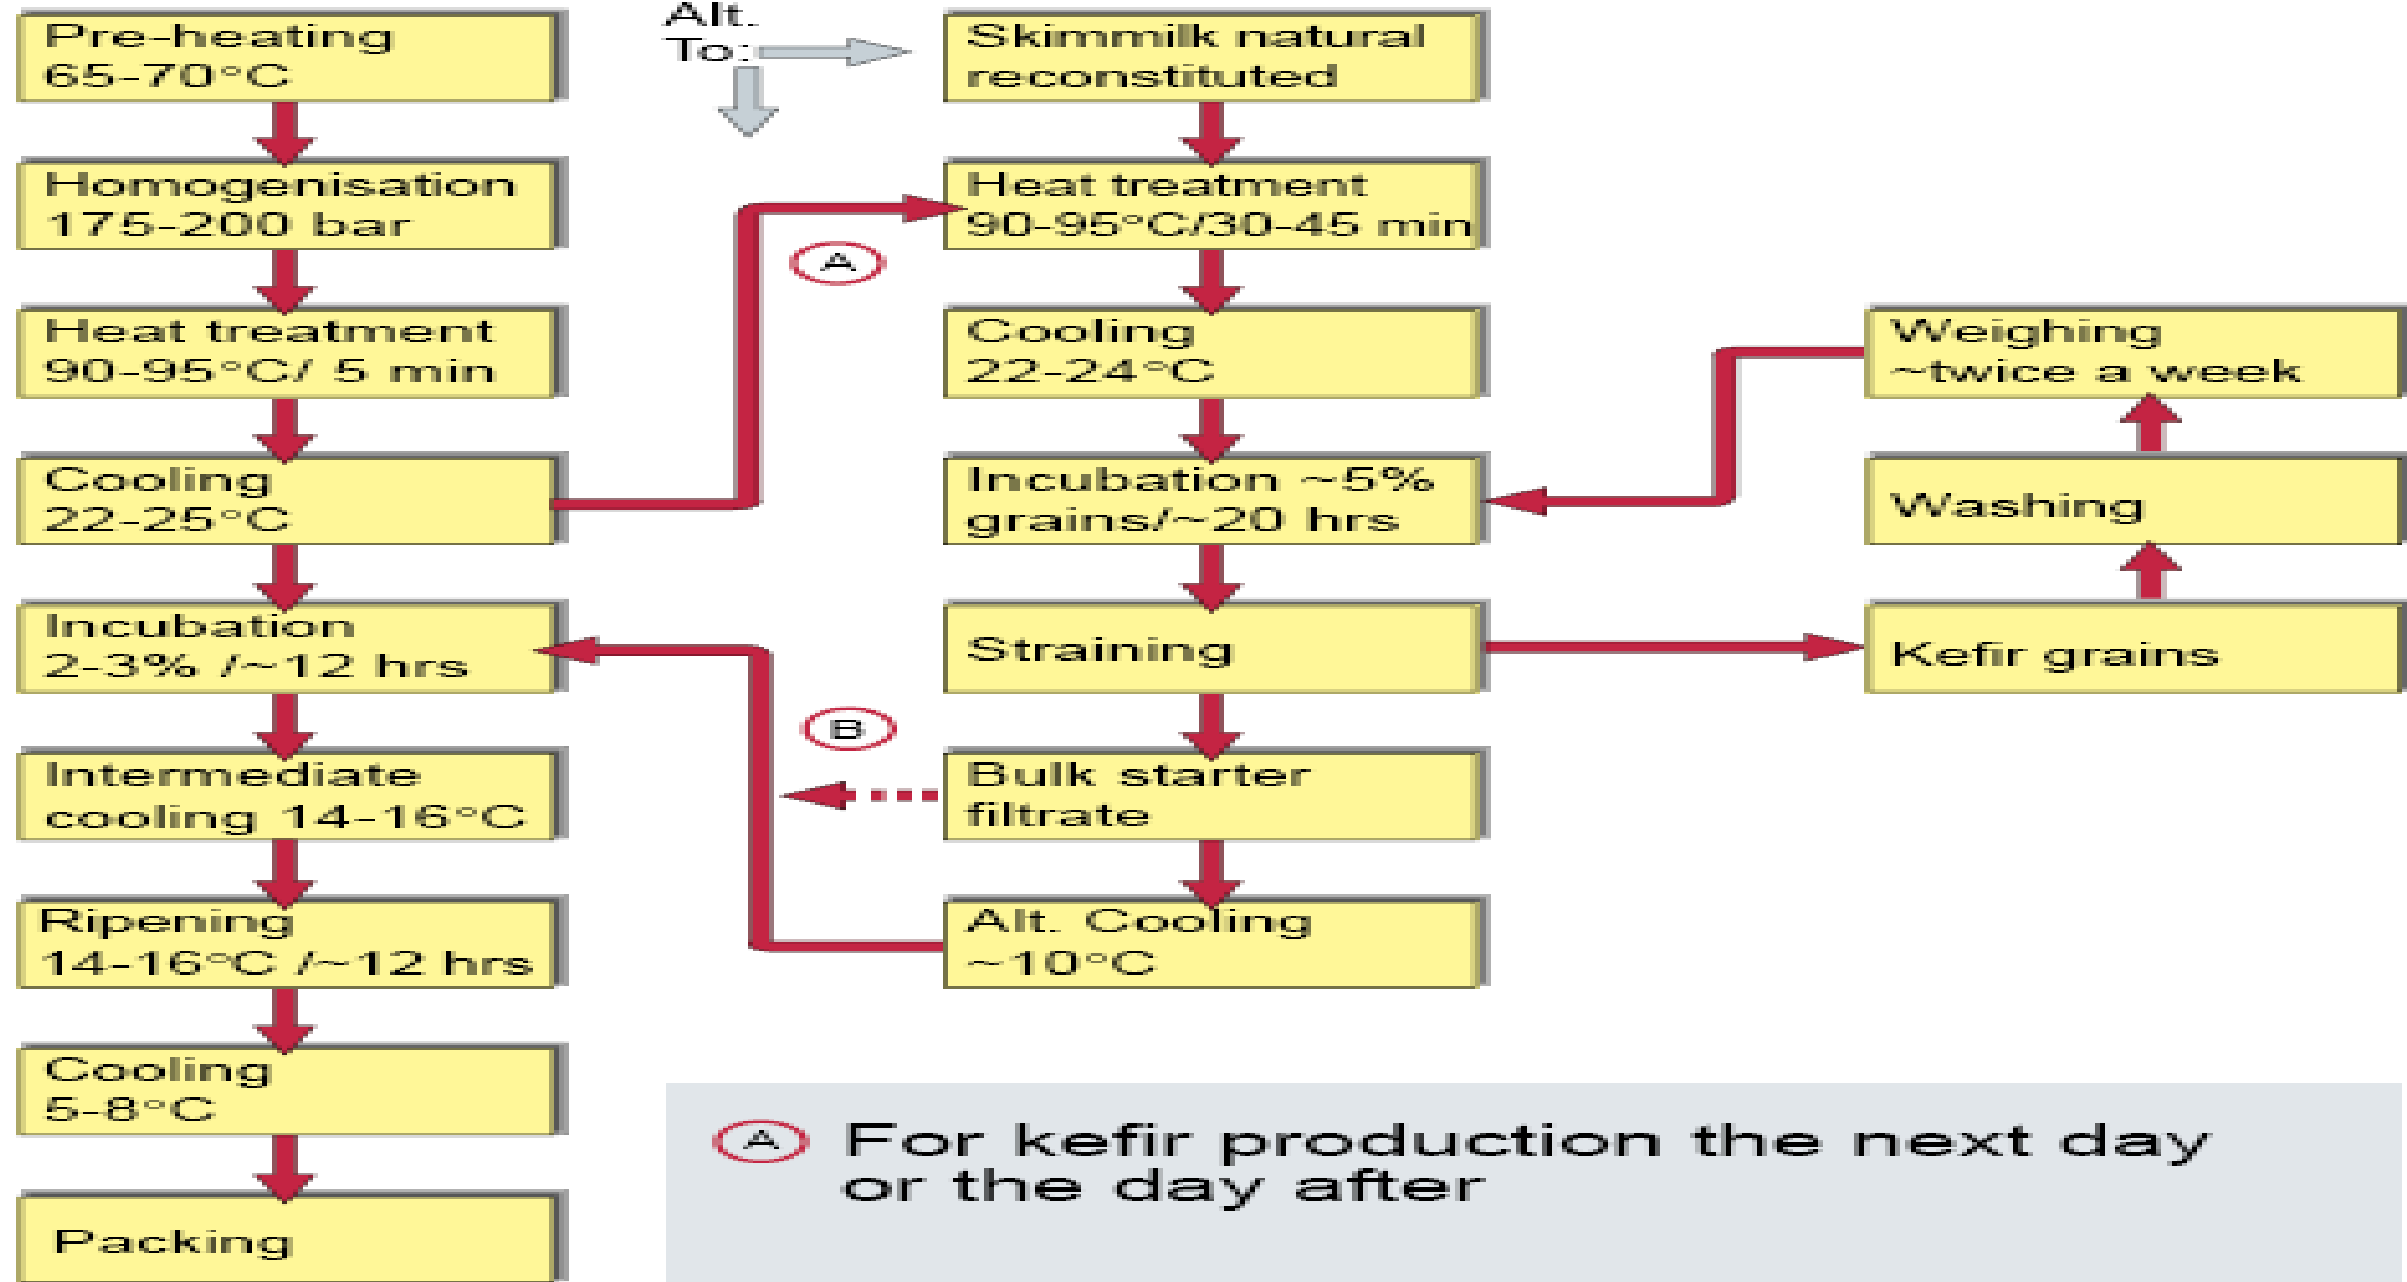 Pre-heating
65-70°C
Homogenisation
175-200 bar
Heat treatment
90-95°C/ 5 min
Cooling
22-25°C
Incubation
2-3% /~12 hrs
Intermediate
cooling 14-16°C
Ripening
14-16°C /~12 hrs
Cooling
5-8°C
Packing
Alt.
To:
A
B
Skimmilk natural
reconstituted
Heat treatment
90-95°C/30-45 min
Cooling
22-24°C
Incubation ~5%
grains/~20 hrs
Straining
Bulk starter
filtrate
Alt. Cooling
~10°C
Weighing
~twice a week
Washing
Kefir grains
A For kefir production the next day
or the day after